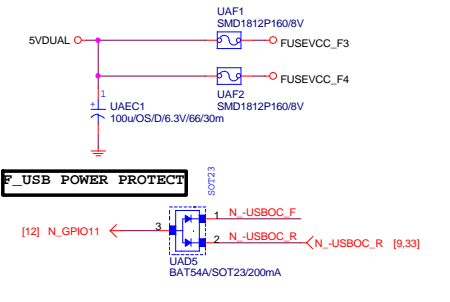 UAF1
SMD1812P160/8V
5VDUAL
FUSEVCC_F3
FUSEVCC_F4
UAF2
SMD1812P160/8V
1
+
UAEC1
100u/OS/D/6.3V/66/30m
F_USB POWER PROTECT
SOT23
1 N_-USBOC_F
[12] N_GPIO11 3
2 N_-USBOC_R
N_-USBOC_R [9,33]
UAD5
BAT54A/SOT23/200mA